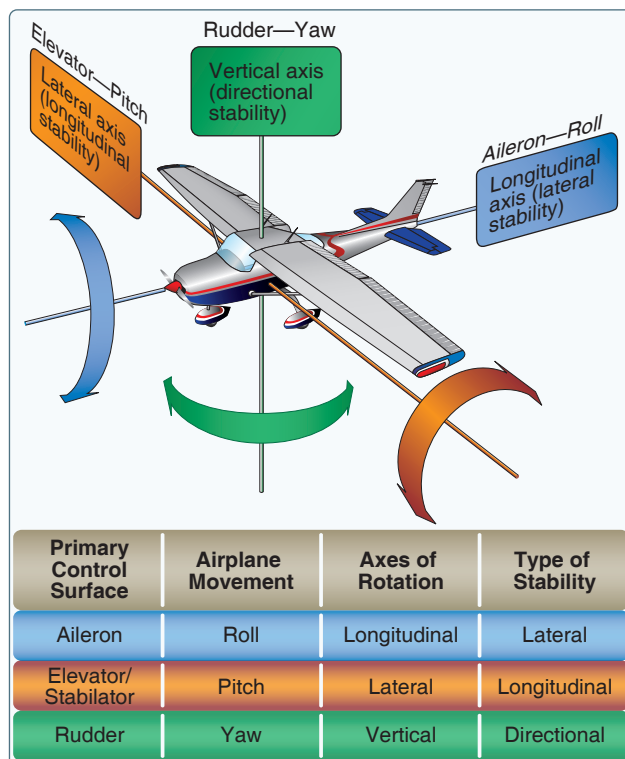 Rudder—Yaw
Vertical axis
(directional
stability)
Elevator—Pitch
Lateral axis
(longitudinal
stability)
Aileron—Roll
Longitudinal
axis (lateral
stability)
Primary
Control
Surface
Airplane
Movement
Axes of
Rotation
Type of
Stability
Aileron
Roll
Longitudinal
Lateral
Elevator/
Stabilator
Pitch
Lateral
Longitudinal
Rudder
Yaw
Vertical
Directional